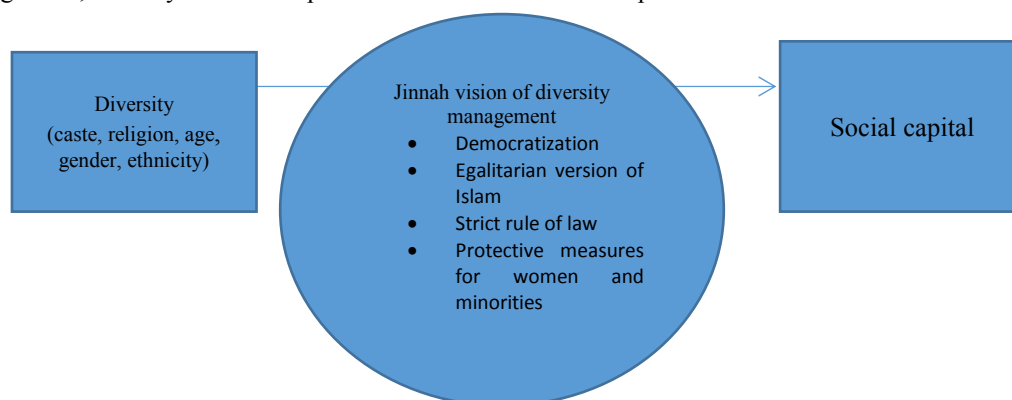 Diversity
(caste, religion, age,
gender, ethnicity)
Jinnah vision of diversity
management
• Democratization
• Egalitarian version of
Islam
• Strict rule of law
• Protective measures
for women and
minorities
Social capital